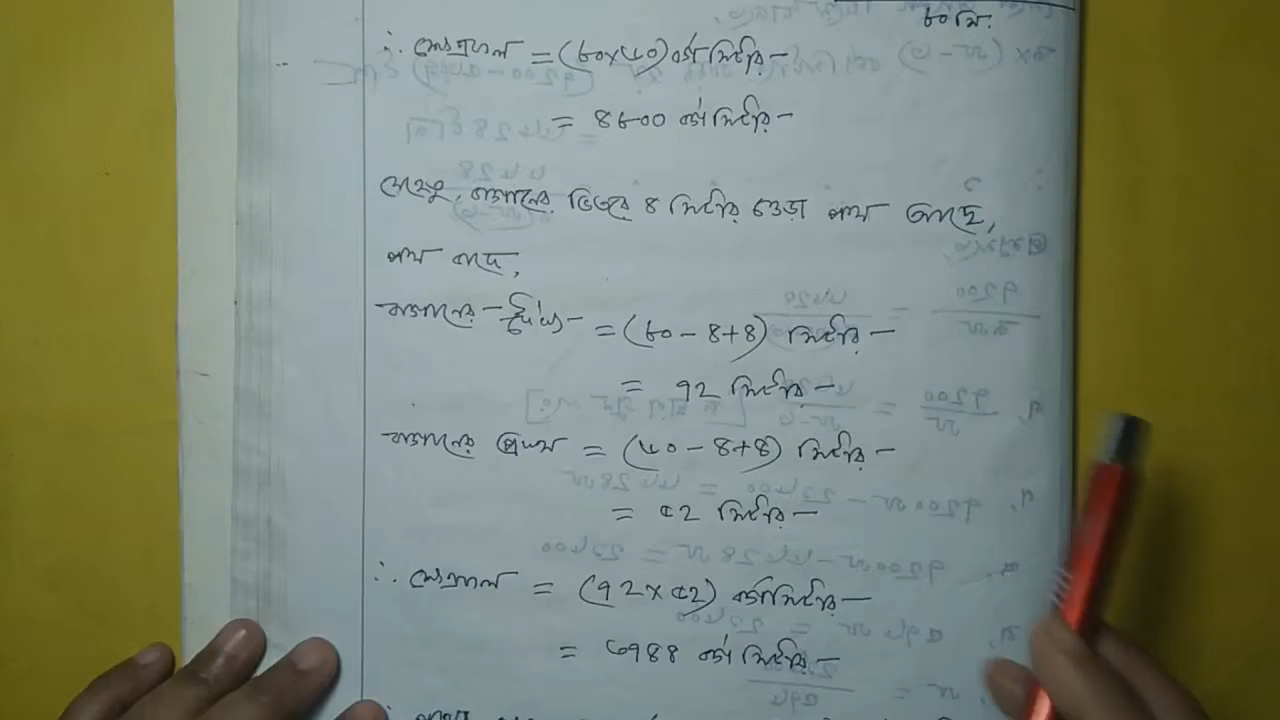 ৮০ মি.
∴ ক্ষেত্রফল = (৮০×৬০) বর্গ মিটার
= ৪৮০০ বর্গ মিটার
যেহেতু, বাগানের ভিতরে ৪ মিটার চওড়া পথ আছে,
পথ বাদে,
বাগানের দৈর্ঘ্য = (৮০ – ৪+৪) মিটার
= ৭২ মিটার
বাগানের প্রস্থ = (৬০ – ৪+৪) মিটার
= ৫২ মিটার
∴ ক্ষেত্রফল = (৭২×৫২) বর্গমিটার
= ৩৭৪৪ বর্গ মিটার